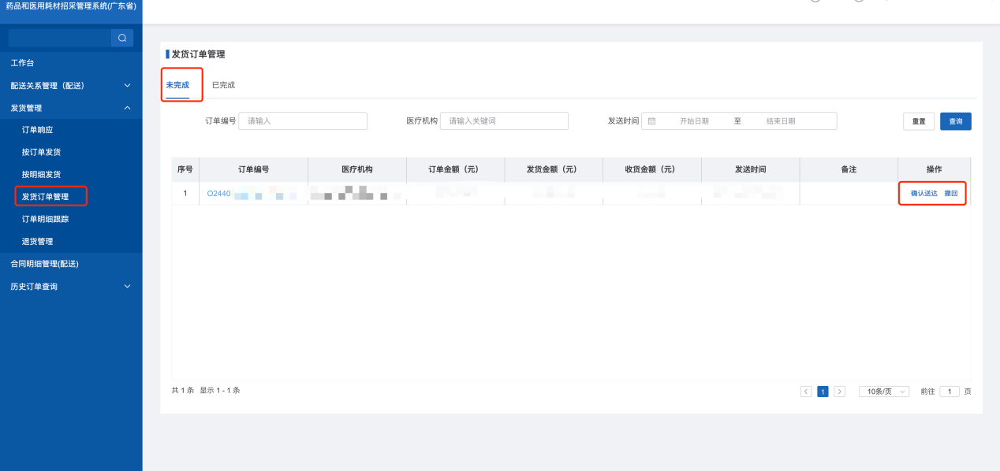 药品和医用耗材招采管理系统(广东省)
工作台
配送关系管理（配送）
发货管理
订单响应
按订单发货
按明细发货
发货订单管理
订单明细跟踪
退货管理
合同明细管理(配送)
历史订单查询
发货订单管理
未完成 已完成
订单编号 请输入 医疗机构 请输入关键词 发送时间 开始日期 至 结束日期 重置 查询
序号 订单编号 医疗机构 订单金额（元） 发货金额（元） 收货金额（元） 发送时间 备注 操作
1 O2440 确认送达 撤回
共 1 条 显示 1 - 1 条 1 10条/页 前往 1 页